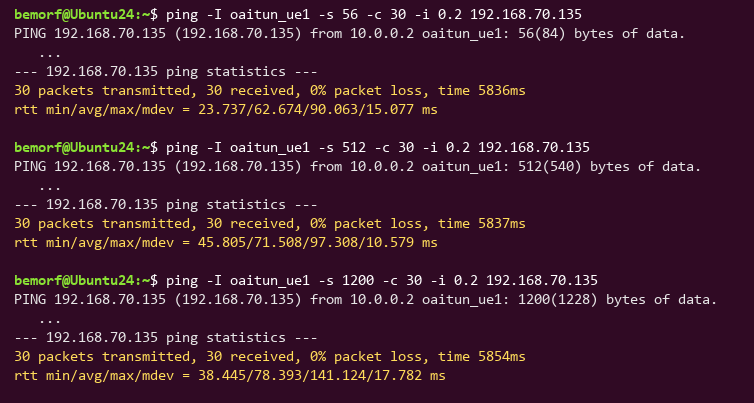 bemorf@Ubuntu24:~$ ping -I oaitun_ue1 -s 56 -c 30 -i 0.2 192.168.70.135
PING 192.168.70.135 (192.168.70.135) from 10.0.0.2 oaitun_ue1: 56(84) bytes of data.
...
--- 192.168.70.135 ping statistics ---
30 packets transmitted, 30 received, 0% packet loss, time 5836ms
rtt min/avg/max/mdev = 23.737/62.674/90.063/15.077 ms
bemorf@Ubuntu24:~$ ping -I oaitun_ue1 -s 512 -c 30 -i 0.2 192.168.70.135
PING 192.168.70.135 (192.168.70.135) from 10.0.0.2 oaitun_ue1: 512(540) bytes of data.
...
--- 192.168.70.135 ping statistics ---
30 packets transmitted, 30 received, 0% packet loss, time 5837ms
rtt min/avg/max/mdev = 45.805/71.508/97.308/10.579 ms
bemorf@Ubuntu24:~$ ping -I oaitun_ue1 -s 1200 -c 30 -i 0.2 192.168.70.135
PING 192.168.70.135 (192.168.70.135) from 10.0.0.2 oaitun_ue1: 1200(1228) bytes of data.
...
--- 192.168.70.135 ping statistics ---
30 packets transmitted, 30 received, 0% packet loss, time 5854ms
rtt min/avg/max/mdev = 38.445/78.393/141.124/17.782 ms